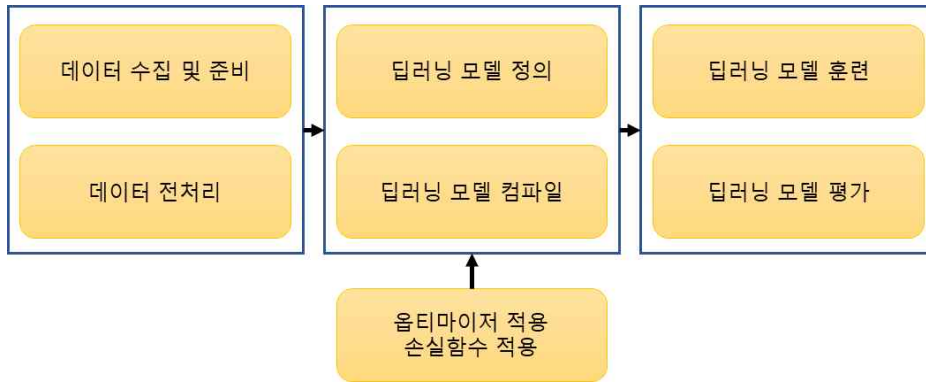 데이터 수집 및 준비
데이터 전처리
딥러닝 모델 정의
딥러닝 모델 컴파일
딥러닝 모델 훈련
딥러닝 모델 평가
옵티마이저 적용
손실함수 적용